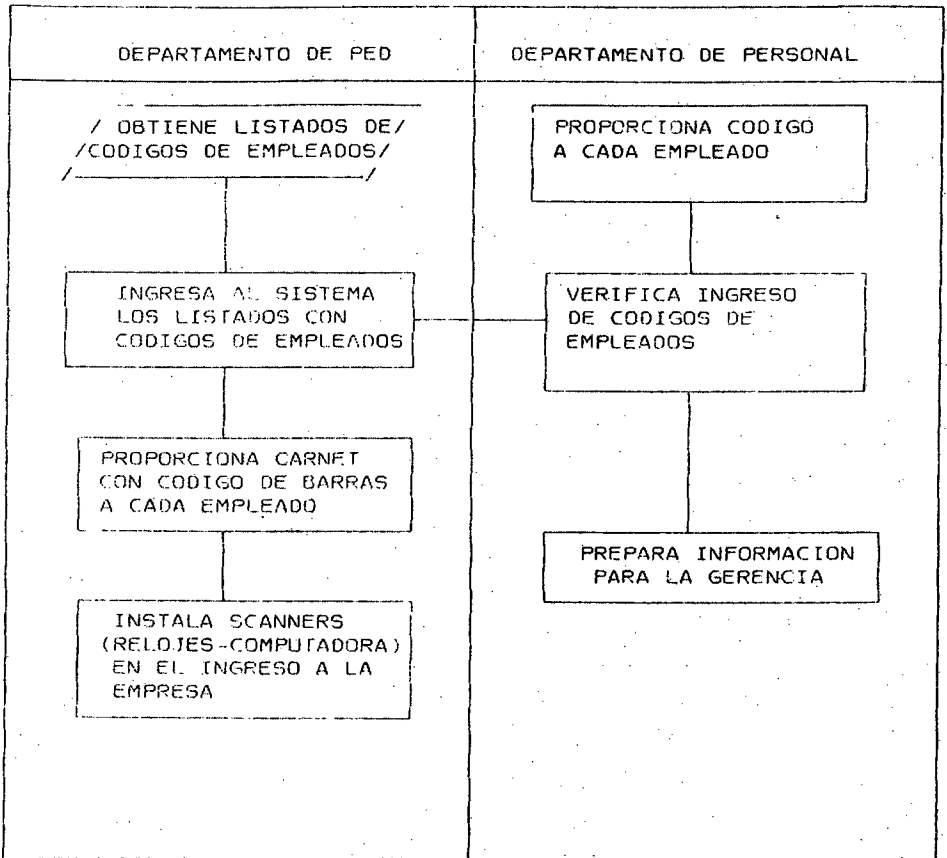 DEPARTAMENTO DE PED
DEPARTAMENTO DE PERSONAL
/ OBTIENE LISTADOS DE/
/CODIGOS DE EMPLEADOS/
/ /
INGRESA AL SISTEMA
LOS LISTADOS CON
CODIGOS DE EMPLEADOS
PROPORCIONA CARNET
CON CODIGO DE BARRAS
A CADA EMPLEADO
INSTALA SCANNERS
(RELOJES-COMPUTADORA)
EN EL INGRESO A LA
EMPRESA
PROPORCIONA CODIGO
A CADA EMPLEADO
VERIFICA INGRESO
DE CODIGOS DE
EMPLEADOS
PREPARA INFORMACION
PARA LA GERENCIA